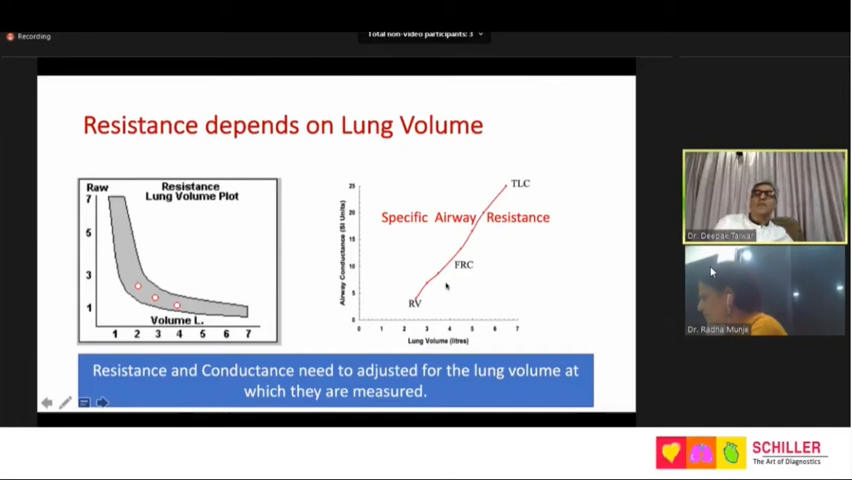 Recording
Total non-video participants: 3
Resistance depends on Lung Volume
Raw
Resistance
Lung Volume Plot
7
5
3
1
Volume L.
1 2 3 4 5 6 7
Airway Conductance (SI Units)
25
20
15
10
5
0
Specific Airway Resistance
TLC
FRC
RV
0 1 2 3 4 5 6 7
Lung Volume (litres)
Resistance and Conductance need to adjusted for the lung volume at
which they are measured.
Dr. Deepak Talwar
Dr. Radha Munje
SCHILLER
The Art of Diagnostics